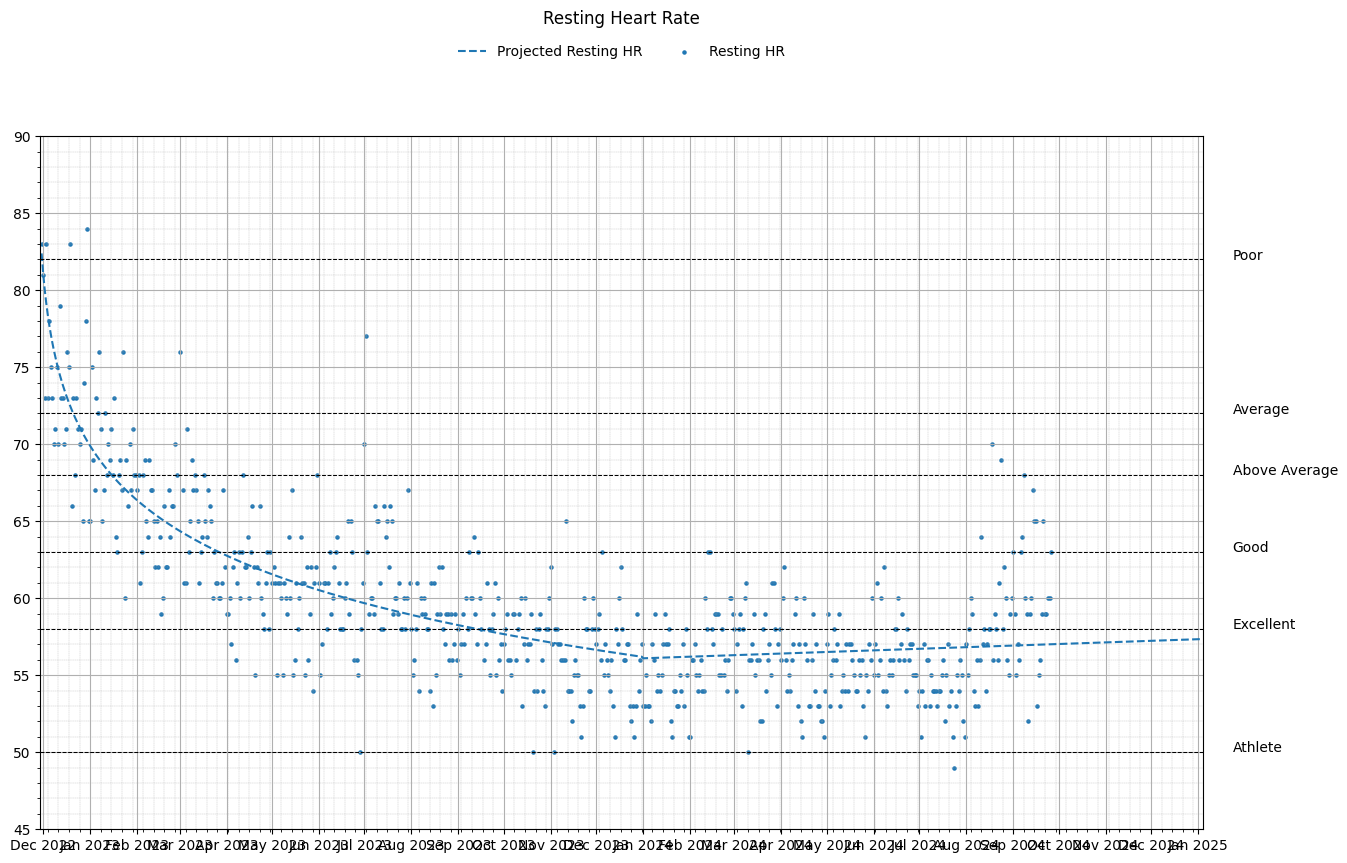 Resting Heart Rate
Projected Resting HR Resting HR
90
85
Poor
80
75
Average
70
Above Average
65
Good
60
Excellent
55
50
Athlete
45
Dec 2022 Jan 2023 Feb 2023 Mar 2023 Apr 2023 May 2023 Jun 2023 Jul 2023 Aug 2023 Sep 2023 Oct 2023 Nov 2023 Dec 2023 Jan 2024 Feb 2024 Mar 2024 Apr 2024 May 2024 Jun 2024 Jul 2024 Aug 2024 Sep 2024 Oct 2024 Nov 2024 Dec 2024 Jan 2025